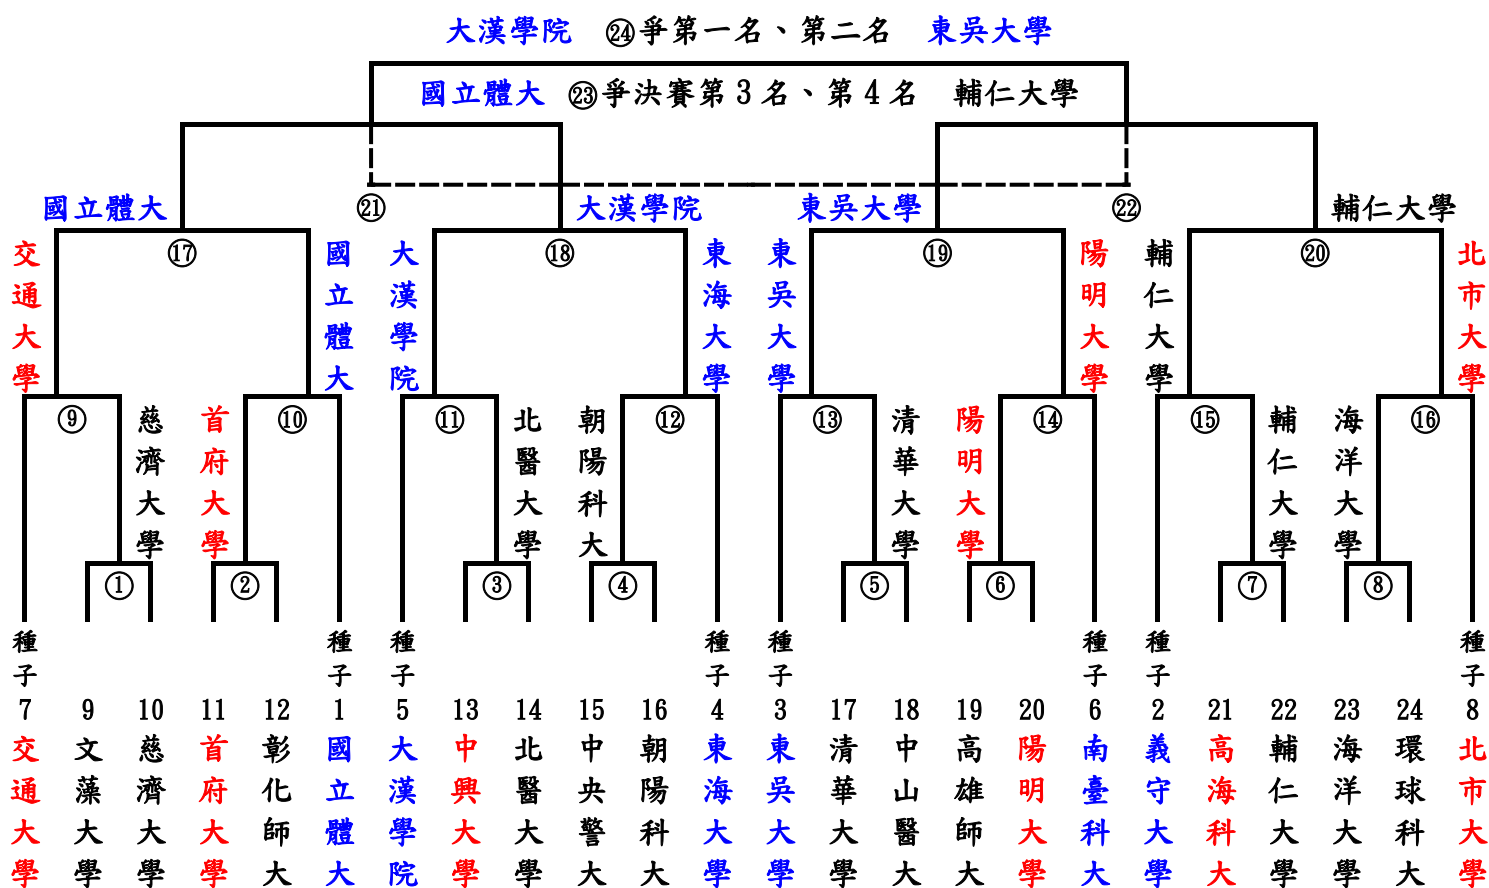 大漢學院 ㉔爭第一名、第二名 東吳大學
國立體大 ㉓爭決賽第3名、第4名 輔仁大學
國立體大 ㉑ 大漢學院 東吳大學 ㉒ 輔仁大學
⑰ ⑱ ⑲ ⑳
交通大學
國立體大
大漢學院
東海大學
東吳大學
陽明大學
輔仁大學
北市大學
⑨ ⑩ ⑪ ⑫ ⑬ ⑭ ⑮ ⑯
慈濟大學
首府大學
北醫大學
朝陽科大
清華大學
陽明大學
輔仁大學
海洋大學
① ② ③ ④ ⑤ ⑥ ⑦ ⑧
種子 種子 種子 種子 種子 種子 種子 種子
7 9 10 11 12 1 5 13 14 15 16 4 3 17 18 19 20 6 2 21 22 23 24 8
交通大學
文藻大學
慈濟大學
首府大學
彰化師大
國立體大
大漢學院
中興大學
北醫大學
中央警大
朝陽科大
東海大學
東吳大學
清華大學
中山醫大
高雄師大
陽明大學
南臺科大
義守大學
高海科大
輔仁大學
海洋大學
環球科大
北市大學